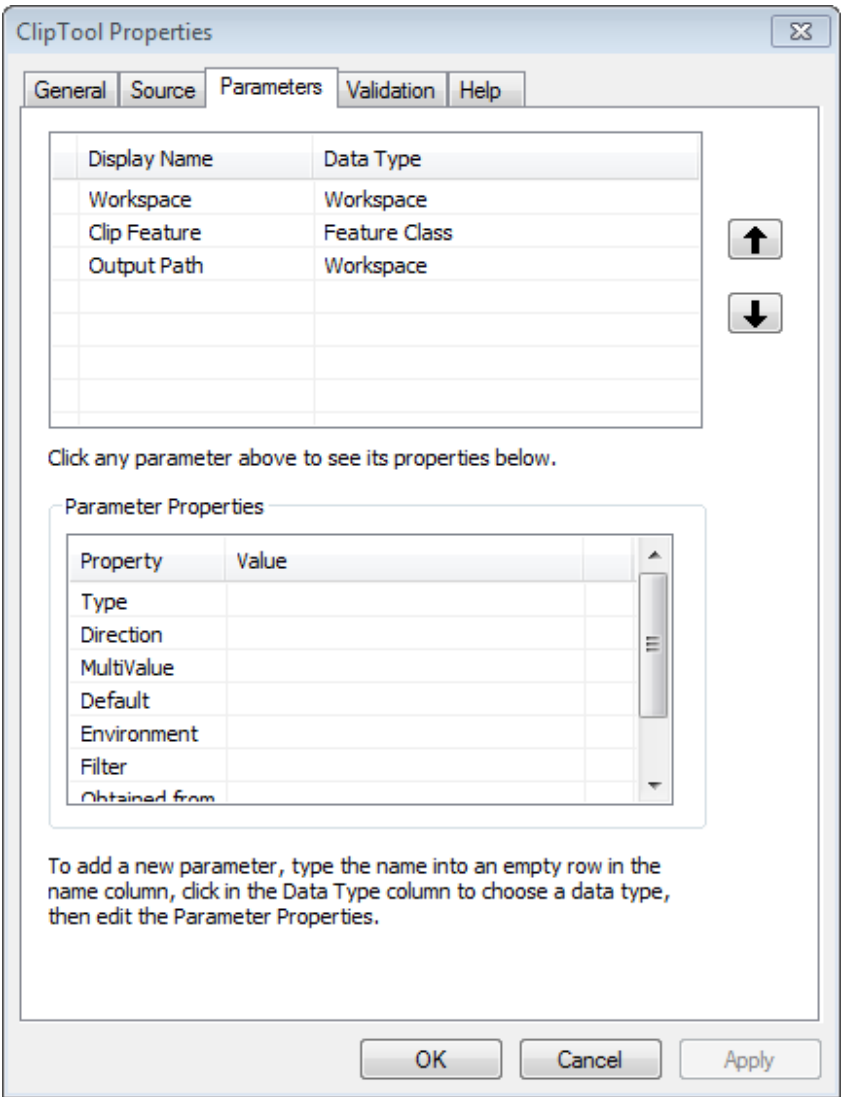 ClipTool Properties
General Source Parameters Validation Help
Display Name Data Type
Workspace Workspace
Clip Feature Feature Class
Output Path Workspace
Click any parameter above to see its properties below.
Parameter Properties
Property Value
Type
Direction
MultiValue
Default
Environment
Filter
Obtained from
To add a new parameter, type the name into an empty row in the
name column, click in the Data Type column to choose a data type,
then edit the Parameter Properties.
OK Cancel Apply